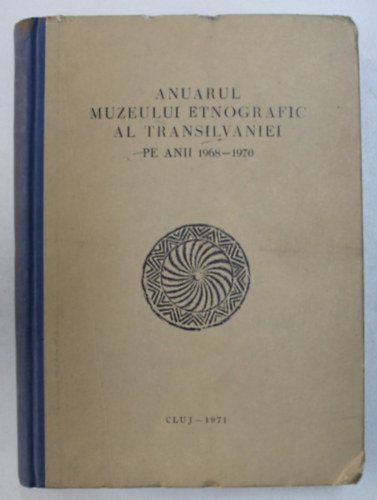 ANUARUL
MUZEULUI ETNOGRAFIC
AL TRANSILVANIEI
PE ANII 1968–1970
CLUJ – 1971